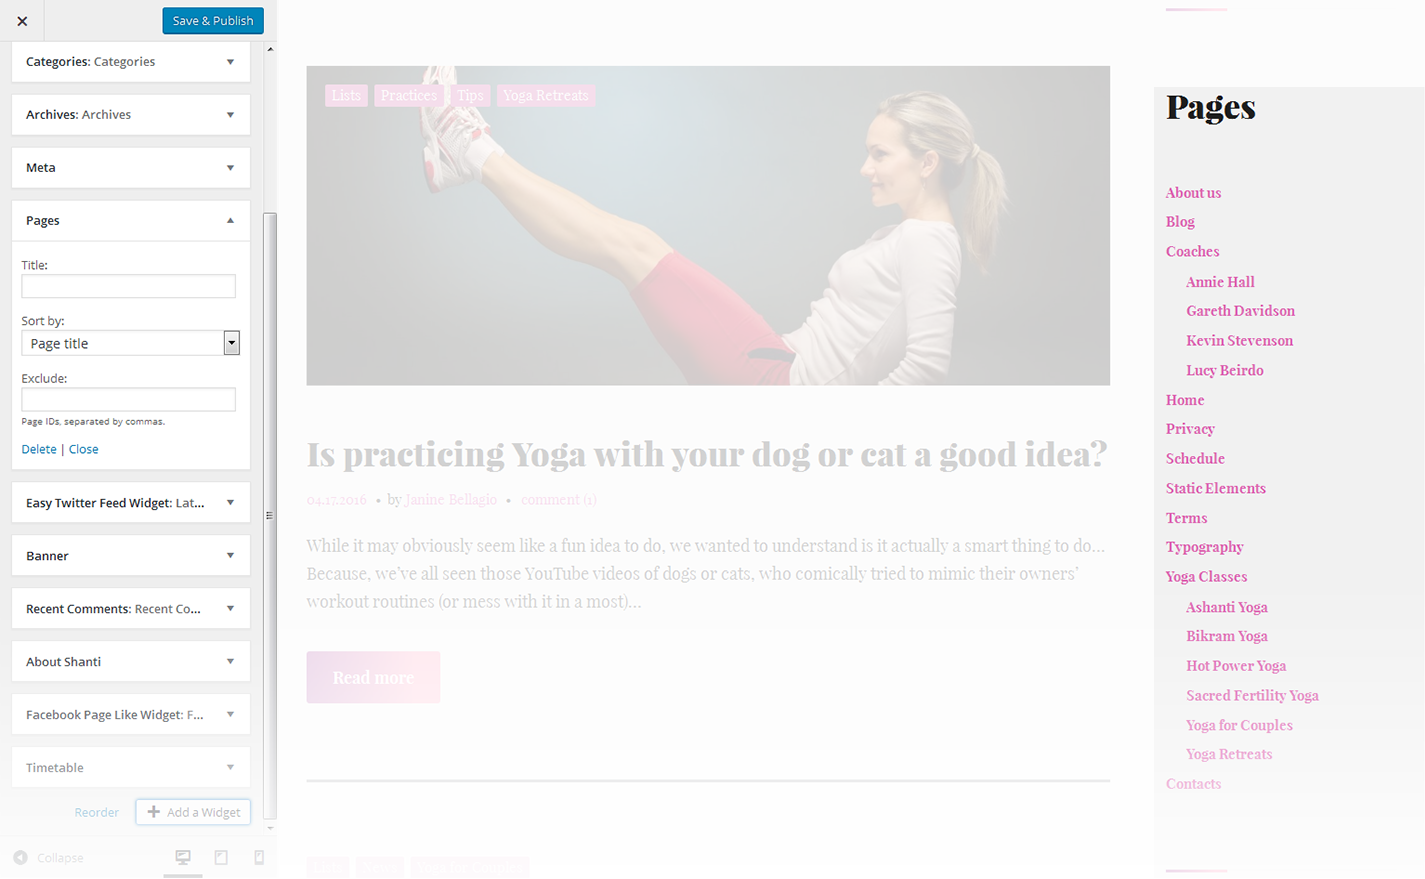 Save & Publish
Categories: Categories
Archives: Archives
Meta
Pages
Title:
Sort by:
Page title
Exclude:
Page IDs, separated by commas.
Delete | Close
Easy Twitter Feed Widget: Lat...
Banner
Recent Comments: Recent Co...
About Shanti
Facebook Page Like Widget: F...
Timetable
Reorder
Add a Widget
Collapse
Lists Practices Tips Yoga Retreats
Is practicing Yoga with your dog or cat a good idea?
04.17.2016 • by Janine Bellagio • comment (1)
While it may obviously seem like a fun idea to do, we wanted to understand is it actually a smart thing to do...
Because, we've all seen those YouTube videos of dogs or cats, who comically tried to mimic their owners'
workout routines (or mess with it in a most)...
Read more
Pages
About us
Blog
Coaches
Annie Hall
Gareth Davidson
Kevin Stevenson
Lucy Beirdo
Home
Privacy
Schedule
Static Elements
Terms
Typography
Yoga Classes
Ashanti Yoga
Bikram Yoga
Hot Power Yoga
Sacred Fertility Yoga
Yoga for Couples
Yoga Retreats
Contacts